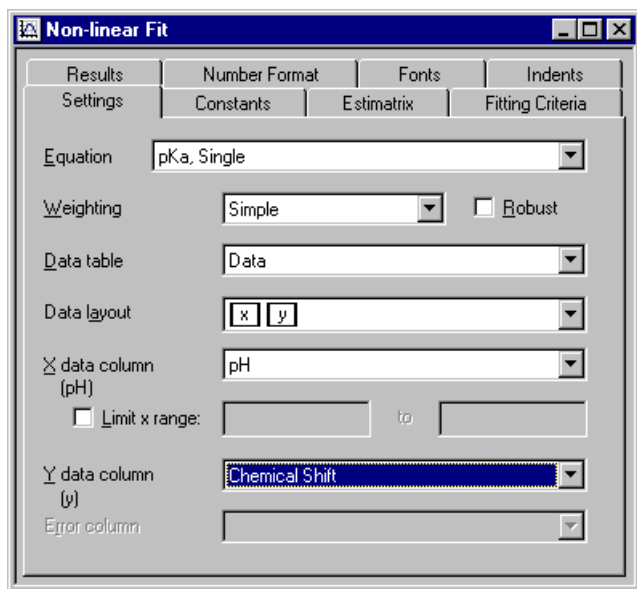 Non-linear Fit
Results Number Format Fonts Indents
Settings Constants Estimatrix Fitting Criteria
Equation pKa, Single
Weighting Simple Robust
Data table Data
Data layout x y
X data column pH
(pH)
Limit x range: to
Y data column Chemical Shift
(y)
Error column